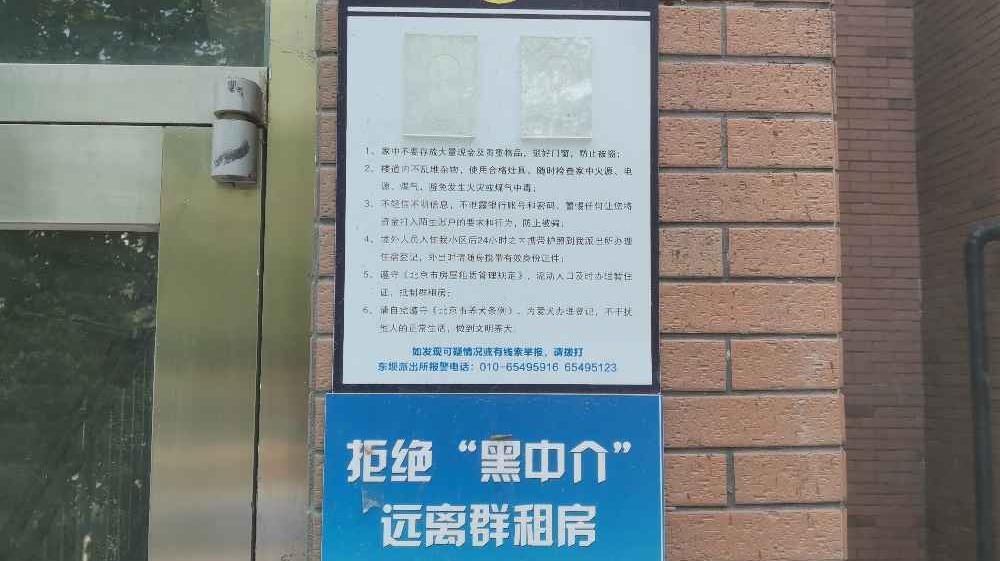 1、家中不要存放大量现金及贵重物品，锁好门窗，防止被盗；
2、楼道内不乱堆杂物，使用合格灶具、随时检查家中火源、电
源、煤气、避免发生火灾或煤气中毒；
3、不轻信不明信息，不泄露银行账号和密码、警惕任何让您将
资金打入陌生账户的要求和行为，防止被骗；
4、境外人员入住我小区后24小时之内携带护照到我派出所办理
住宿登记，外出时请随身携带有效身份证件；
5、遵守《北京市房屋租赁管理规定》，流动人口及时办理暂住
证，抵制群租房；
6、请自觉遵守《北京市养犬条例》、为爱犬办理登记，不干扰
他人的正常生活，做到文明养犬。
如发现可疑情况或有线索举报，请拨打
东坝派出所报警电话：010-65495916 65495123
拒绝“黑中介”
远离群租房